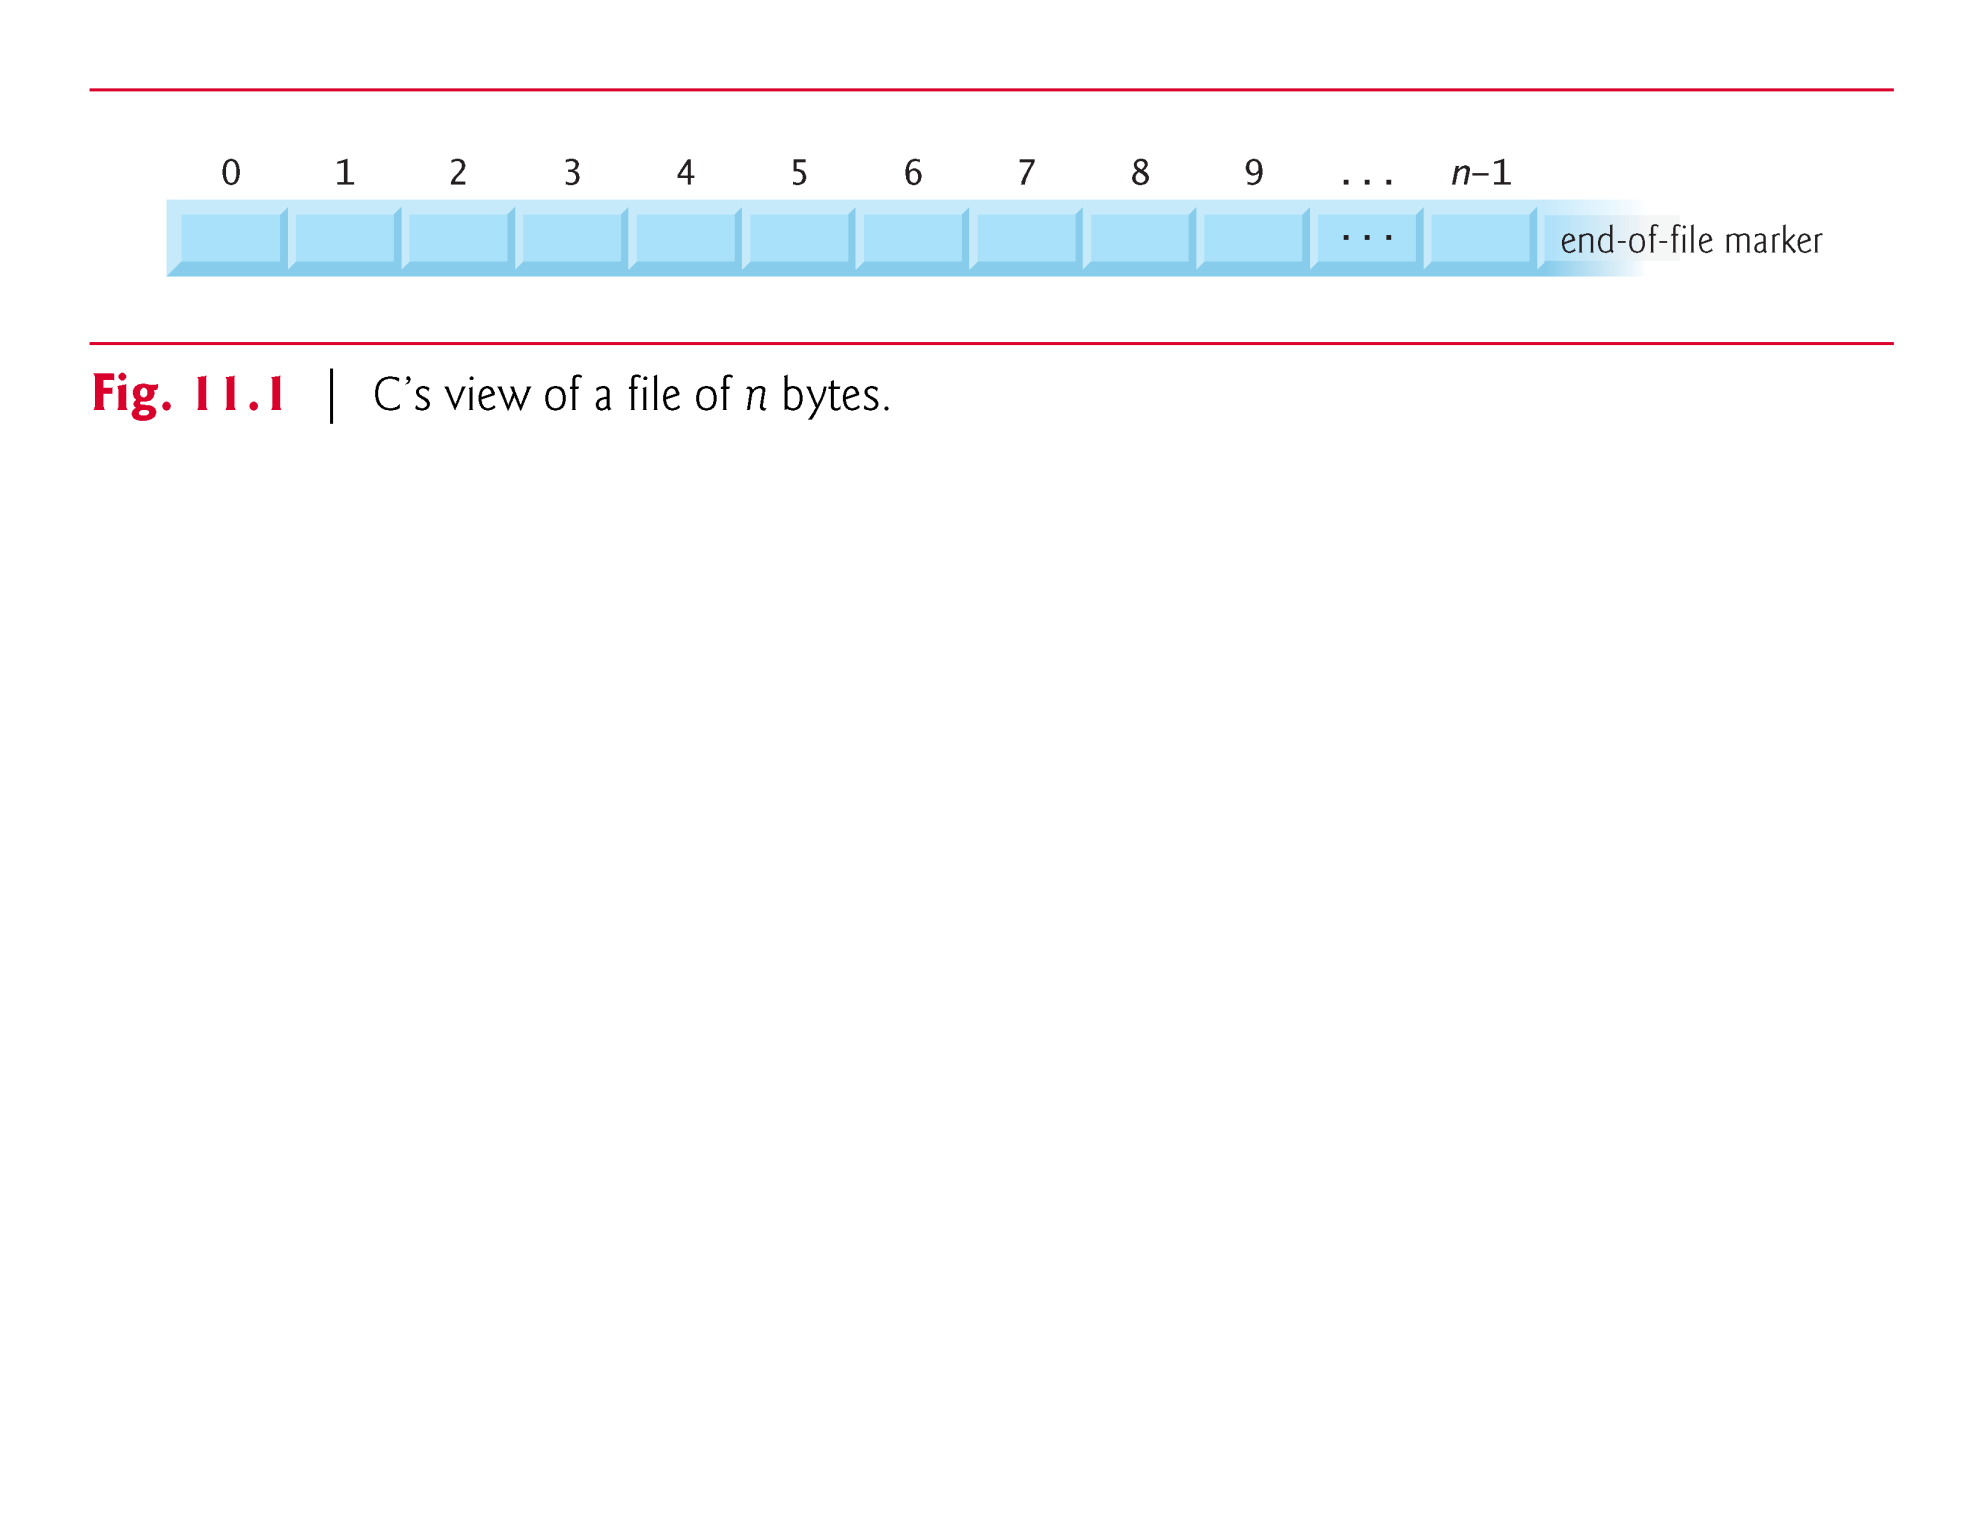 0 1 2 3 4 5 6 7 8 9 ... n–1
... end-of-file marker
Fig. 11.1 | C’s view of a file of n bytes.